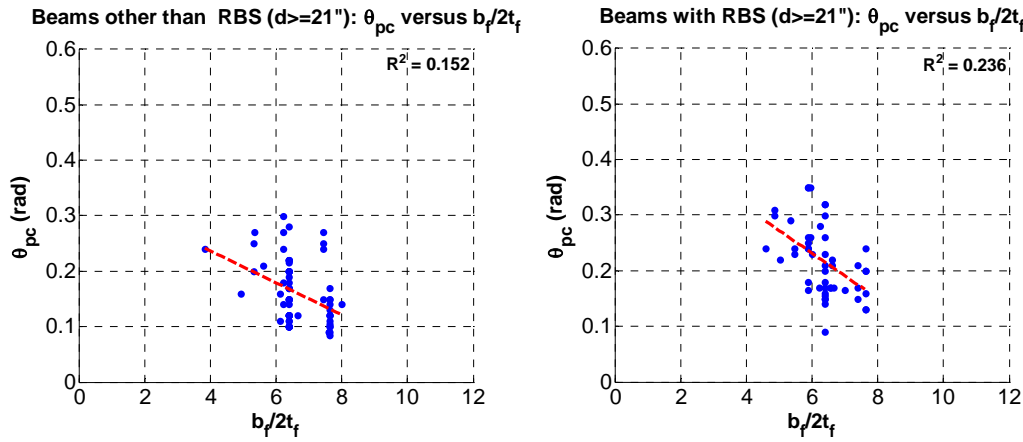 Beams other than RBS (d>=21"): θpc versus bf/2tf
R² = 0.152
0.6
0.5
0.4
0.3
0.2
0.1
0
θpc (rad)
0 2 4 6 8 10 12
bf/2tf
Beams with RBS (d>=21"): θpc versus bf/2tf
R² = 0.236
0.6
0.5
0.4
0.3
0.2
0.1
0
θpc (rad)
0 2 4 6 8 10 12
bf/2tf